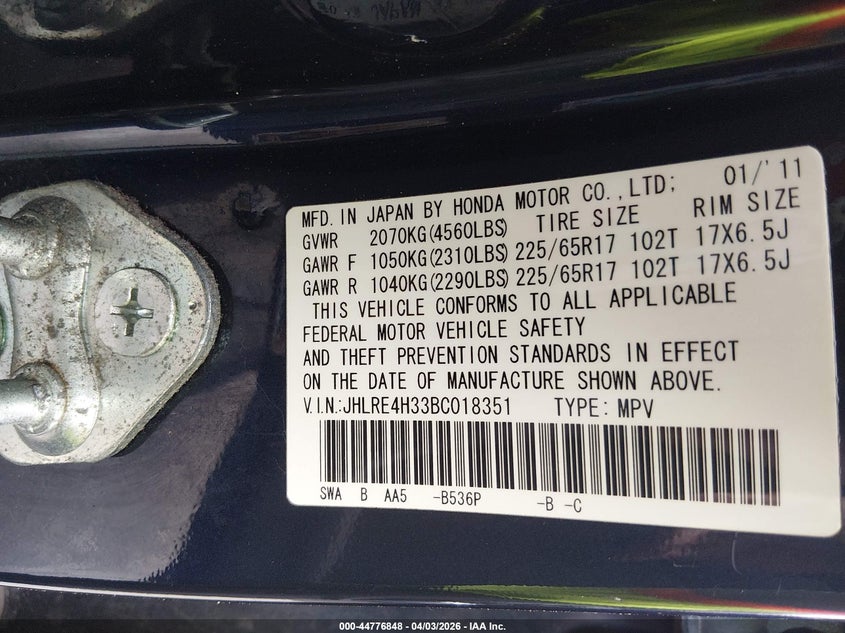 MFD. IN JAPAN BY HONDA MOTOR CO.,LTD; 01/'11
GVWR 2070KG(4560LBS) TIRE SIZE RIM SIZE
GAWR F 1050KG(2310LBS) 225/65R17 102T 17X6.5J
GAWR R 1040KG(2290LBS) 225/65R17 102T 17X6.5J
THIS VEHICLE CONFORMS TO ALL APPLICABLE
FEDERAL MOTOR VEHICLE SAFETY
AND THEFT PREVENTION STANDARDS IN EFFECT
ON THE DATE OF MANUFACTURE SHOWN ABOVE.
V.I.N.:JHLRE4H33BC018351 TYPE: MPV
SWA B AA5 -B536P -B -C
000-44776848 - 04/03/2026 - IAA Inc.